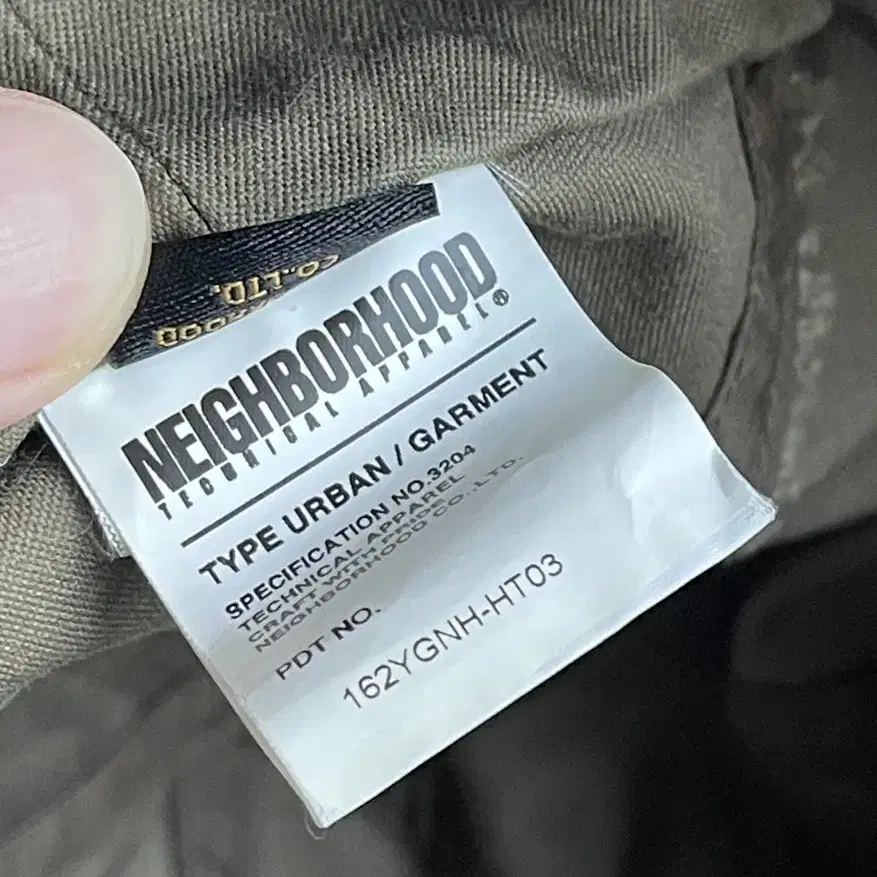 CO.,LTD.
NEIGHBORHOOD®
TECHNICAL APPAREL
TYPE URBAN / GARMENT
SPECIFICATION NO.3204
TECHNICAL APPAREL
CRAFT WITH PRIDE
NEIGHBORHOOD CO.,LTD.
PDT NO.
162YGNH-HT03